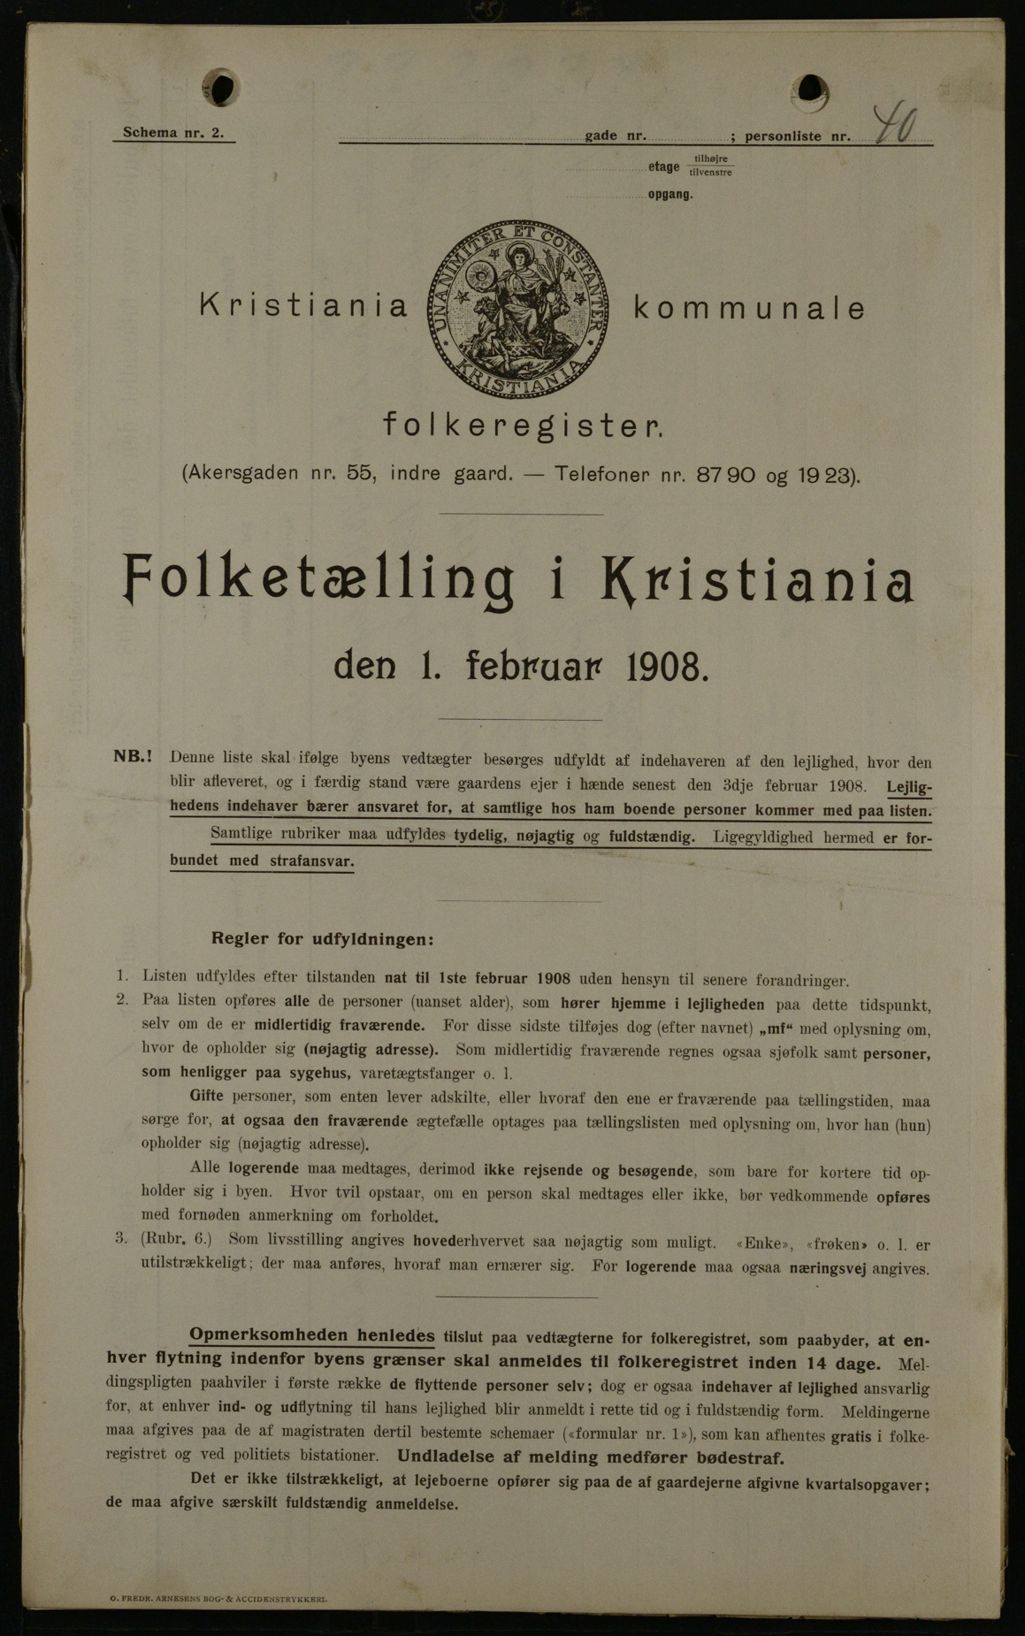 Schema nr. 2.
gade nr. ; personliste nr. 40
etage tilhøjre
tilvenstre
opgang.
UNANIMITER ET CONSTANTER
KRISTIANIA
Kristiania kommunale
folkeregister.
(Akersgaden nr. 55, indre gaard. — Telefoner nr. 87 90 og 19 23).
Folketælling i Kristiania
den 1. februar 1908.
NB.! Denne liste skal ifølge byens vedtægter besørges udfyldt af indehaveren af den lejlighed, hvor den
blir afleveret, og i færdig stand være gaardens ejer i hænde senest den 3dje februar 1908. Lejlig-
hedens indehaver bærer ansvaret for, at samtlige hos ham boende personer kommer med paa listen.
Samtlige rubriker maa udfyldes tydelig, nøjagtig og fuldstændig. Ligegyldighed hermed er for-
bundet med strafansvar.
Regler for udfyldningen:
1. Listen udfyldes efter tilstanden nat til 1ste februar 1908 uden hensyn til senere forandringer.
2. Paa listen opføres alle de personer (uanset alder), som hører hjemme i lejligheden paa dette tidspunkt,
selv om de er midlertidig fraværende. For disse sidste tilføjes dog (efter navnet) „mf“ med oplysning om,
hvor de opholder sig (nøjagtig adresse). Som midlertidig fraværende regnes ogsaa sjøfolk samt personer,
som henligger paa sygehus, varetægtsfanger o. l.
Gifte personer, som enten lever adskilte, eller hvoraf den ene er fraværende paa tællingstiden, maa
sørge for, at ogsaa den fraværende ægtefælle optages paa tællingslisten med oplysning om, hvor han (hun)
opholder sig (nøjagtig adresse).
Alle logerende maa medtages, derimod ikke rejsende og besøgende, som bare for kortere tid op-
holder sig i byen. Hvor tvil opstaar, om en person skal medtages eller ikke, bør vedkommende opføres
med fornøden anmerkning om forholdet.
3. (Rubr. 6.) Som livsstilling angives hovederhvervet saa nøjagtig som muligt. «Enke», «frøken» o. l. er
utilstrækkeligt; der maa anføres, hvoraf man ernærer sig. For logerende maa ogsaa næringsvej angives.
Opmerksomheden henledes tilslut paa vedtægterne for folkeregistret, som paabyder, at en-
hver flytning indenfor byens grænser skal anmeldes til folkeregistret inden 14 dage. Mel-
dingspligten paahviler i første række de flyttende personer selv; dog er ogsaa indehaver af lejlighed ansvarlig
for, at enhver ind- og udflytning til hans lejlighed blir anmeldt i rette tid og i fuldstændig form. Meldingerne
maa afgives paa de af magistraten dertil bestemte schemaer («formular nr. 1»), som kan afhentes gratis i folke-
registret og ved politiets bistationer. Undladelse af melding medfører bødestraf.
Det er ikke tilstrækkeligt, at lejeboerne opfører sig paa de af gaardejerne afgivne kvartalsopgaver;
de maa afgive særskilt fuldstændig anmeldelse.
O. FREDR. ARNESENS BOG- & ACCIDENSTRYKKERI.